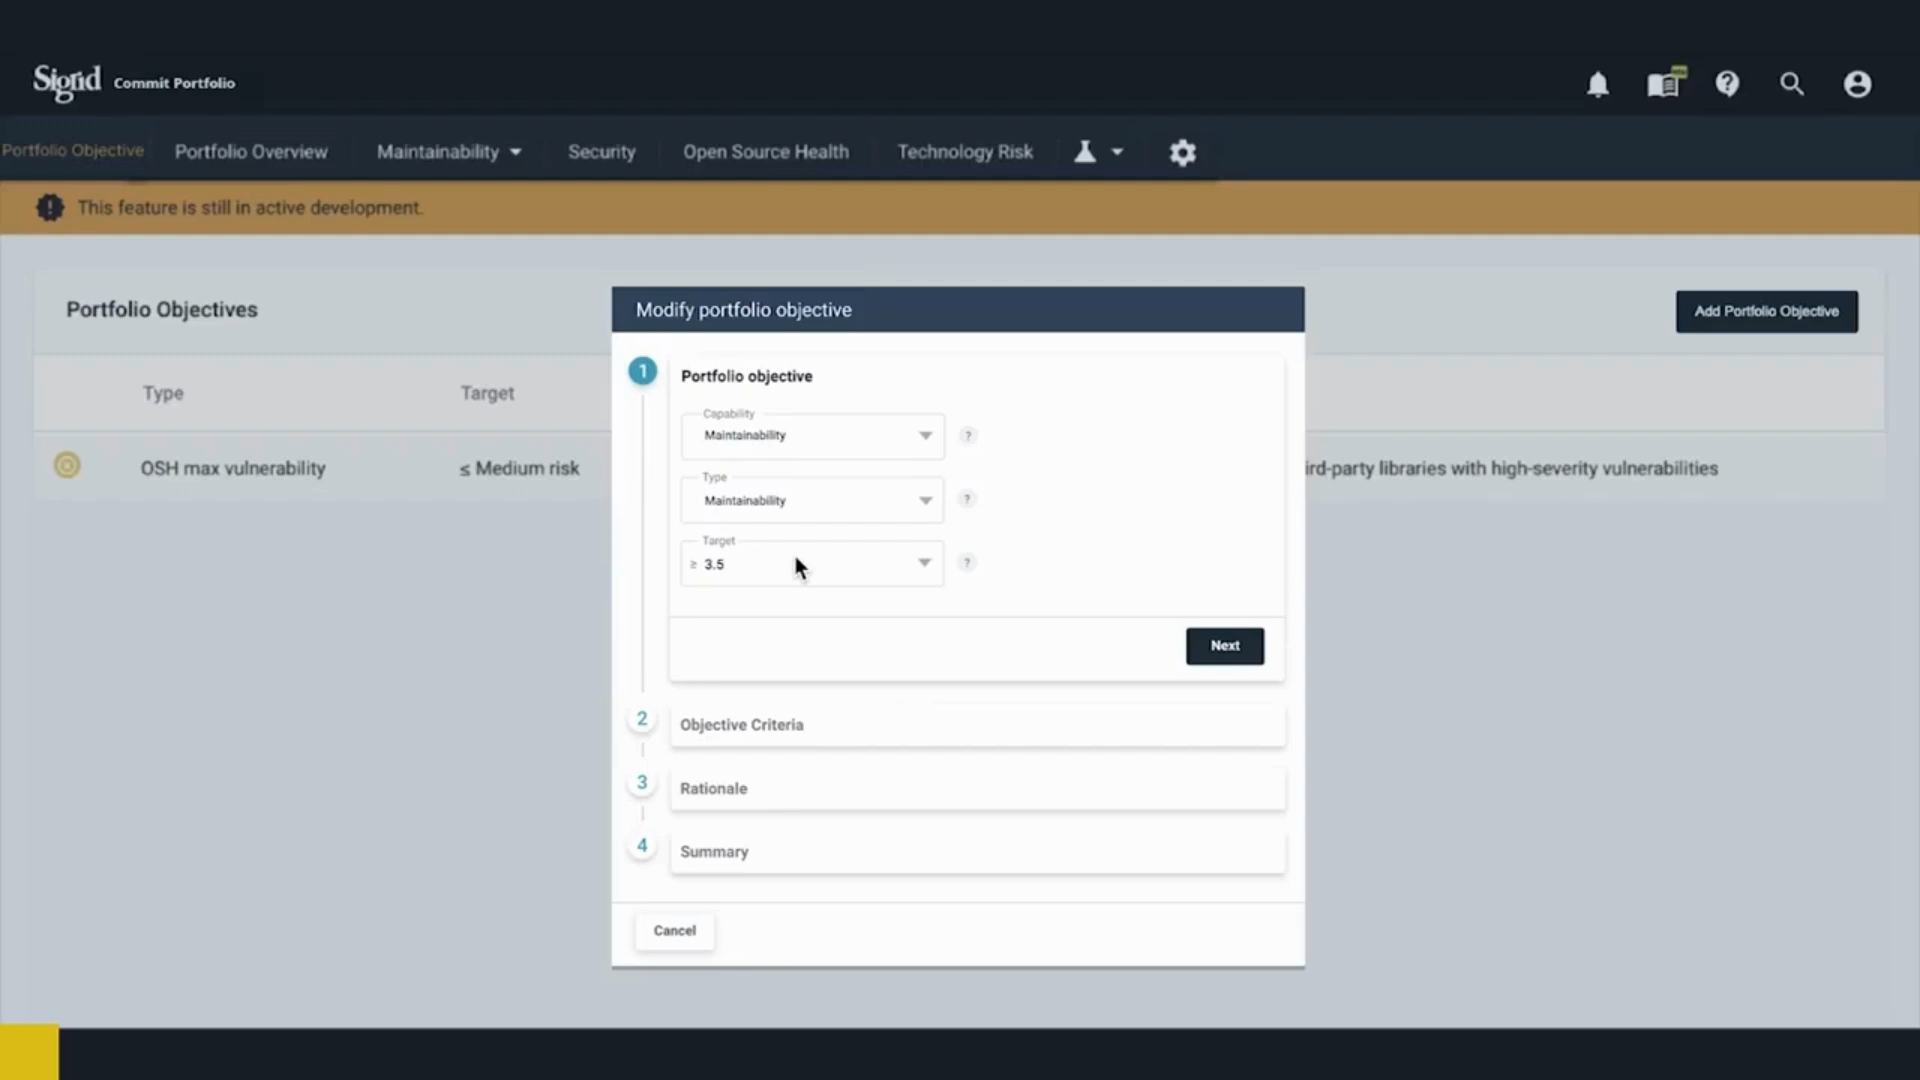 Sigrid Commit Portfolio
Portfolio Objective Portfolio Overview Maintainability Security Open Source Health Technology Risk
This feature is still in active development.
Portfolio Objectives
Add Portfolio Objective
Type Target
OSH max vulnerability ≤ Medium risk
ird-party libraries with high-severity vulnerabilities
Modify portfolio objective
1 Portfolio objective
Capability
Maintainability ?
Type
Maintainability ?
Target
≥ 3.5 ?
Next
2 Objective Criteria
3 Rationale
4 Summary
Cancel